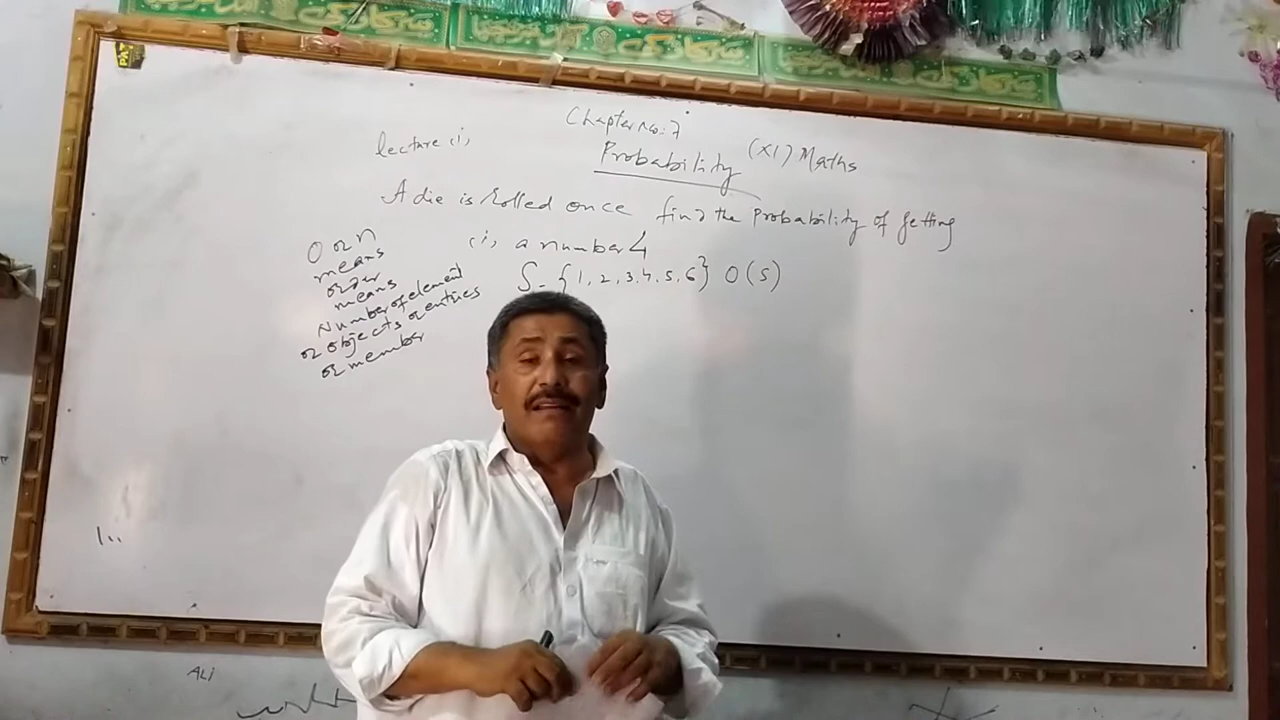 Chapter no: 7
lecture (i)
Probability
(XI) Maths
A die is rolled once find the probability of getting
(i) a number 4
S = {1, 2, 3, 4, 5, 6} O(S)
O or n
means
order
means
Number of element
or objects or entries
or member
ALI